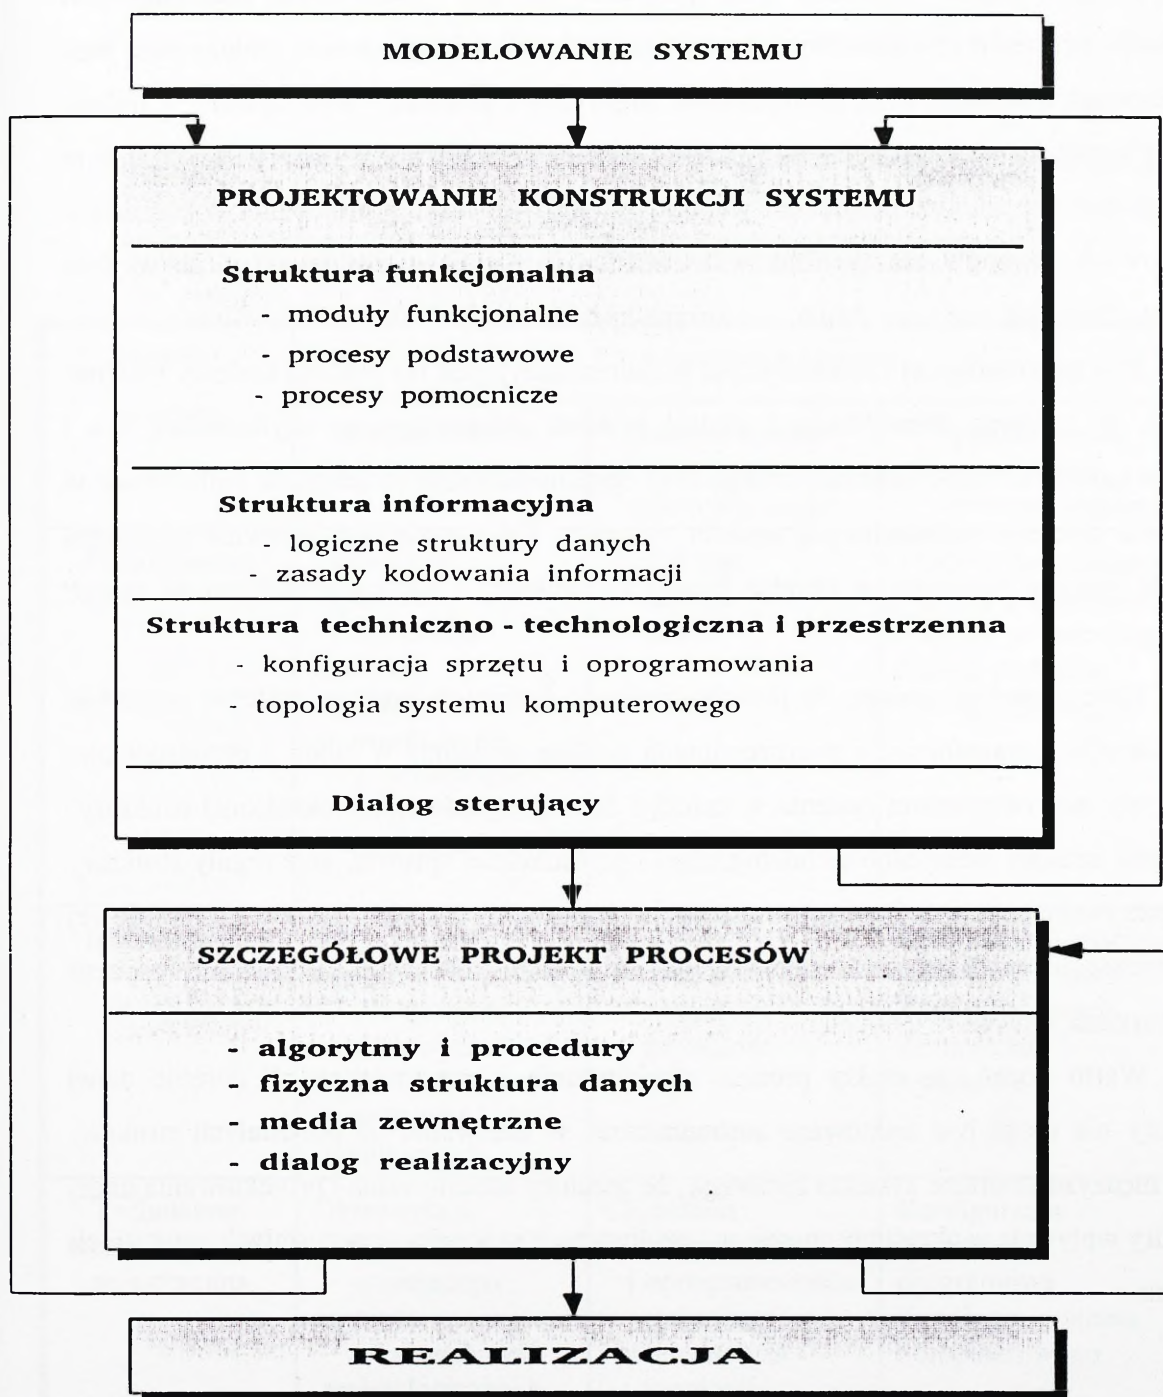 MODELOWANIE SYSTEMU
PROJEKTOWANIE KONSTRUKCJI SYSTEMU
Struktura funkcjonalna
- moduły funkcjonalne
- procesy podstawowe
- procesy pomocnicze
Struktura informacyjna
- logiczne struktury danych
- zasady kodowania informacji
Struktura techniczno - technologiczna i przestrzenna
- konfiguracja sprzętu i oprogramowania
- topologia systemu komputerowego
Dialog sterujący
SZCZEGÓŁOWE PROJEKT PROCESÓW
- algorytmy i procedury
- fizyczna struktura danych
- media zewnętrzne
- dialog realizacyjny
REALIZACJA